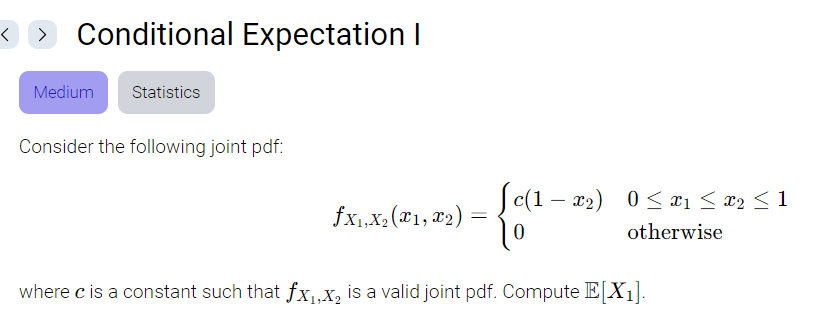 < > Conditional Expectation I
Medium Statistics
Consider the following joint pdf:
f_{X_1,X_2}(x_1, x_2) = { c(1 − x_2) 0 ≤ x_1 ≤ x_2 ≤ 1
0 otherwise
where c is a constant such that f_{X_1,X_2} is a valid joint pdf. Compute 𝔼[X_1].